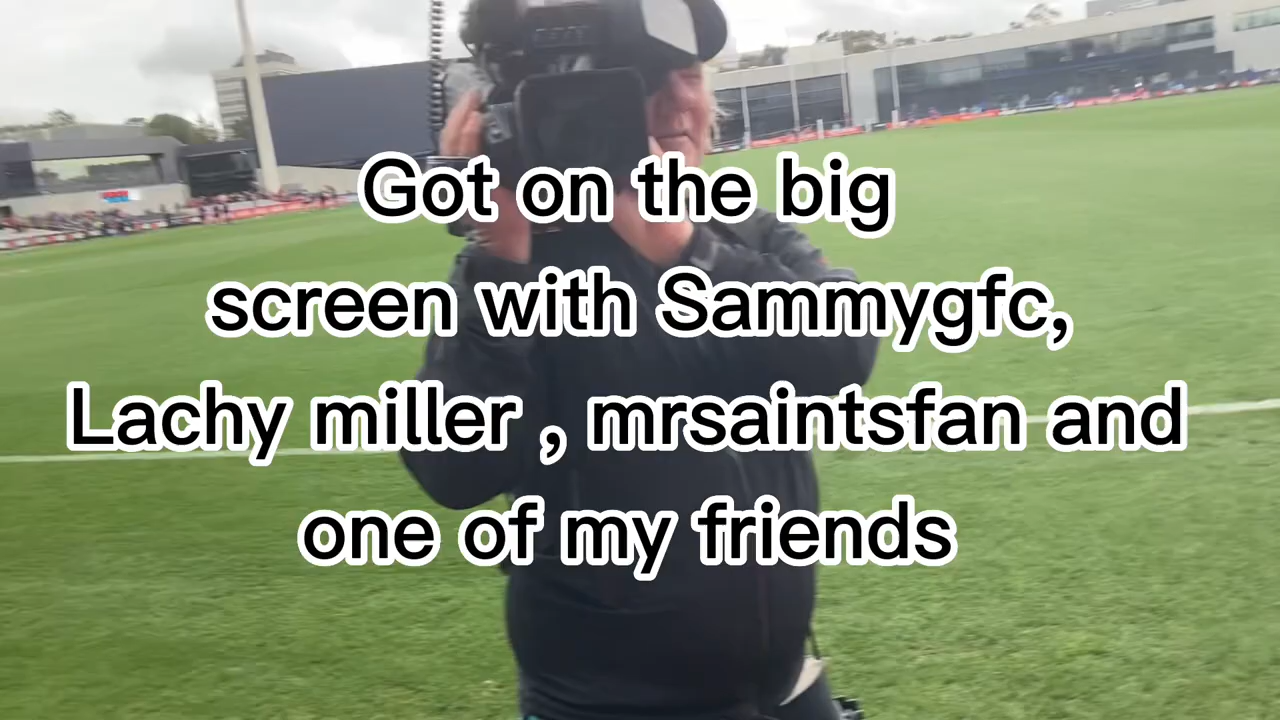 Got on the big
screen with Sammygfc,
Lachy miller , mrsaintsfan and
one of my friends